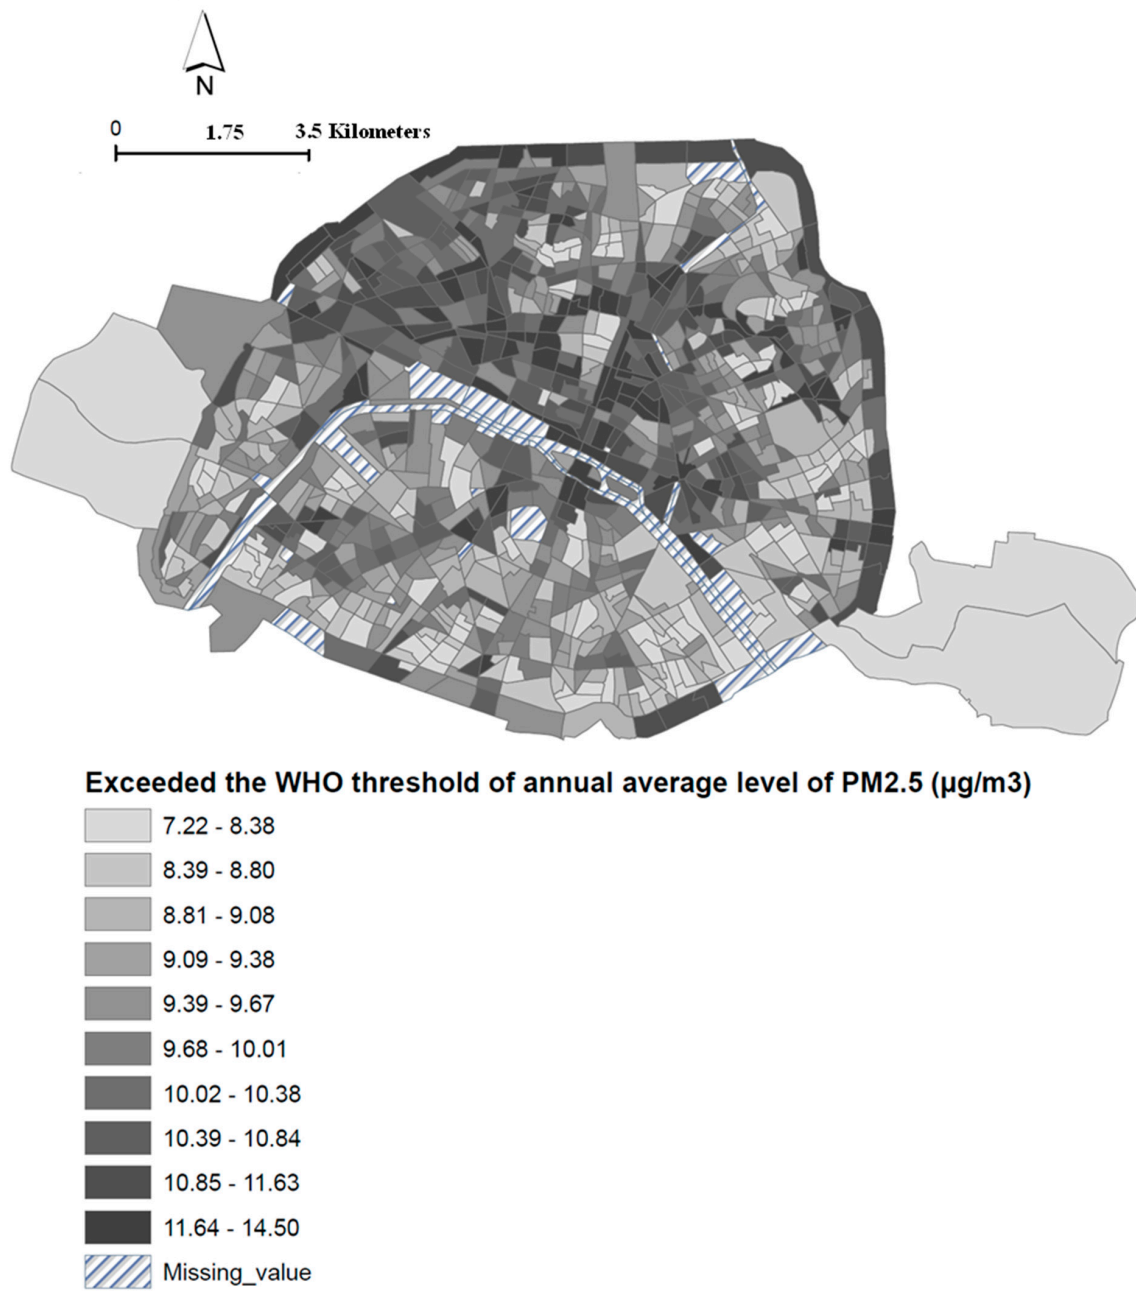 N
0 1.75 3.5 Kilometers
Exceeded the WHO threshold of annual average level of PM2.5 (µg/m3)
7.22 - 8.38
8.39 - 8.80
8.81 - 9.08
9.09 - 9.38
9.39 - 9.67
9.68 - 10.01
10.02 - 10.38
10.39 - 10.84
10.85 - 11.63
11.64 - 14.50
Missing_value